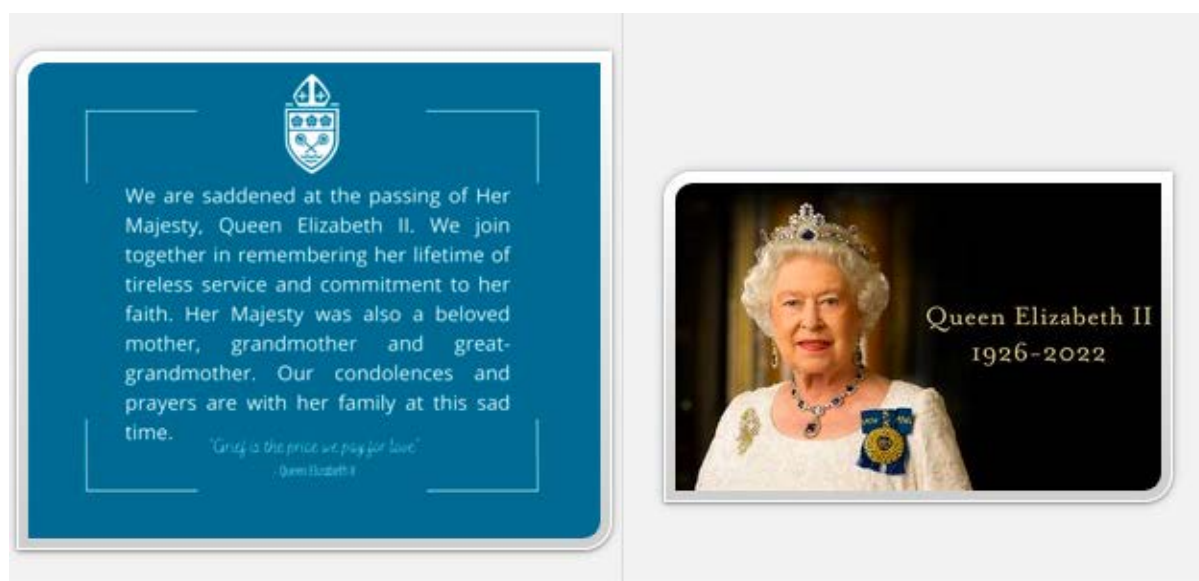 We are saddened at the passing of Her
Majesty, Queen Elizabeth II. We join
together in remembering her lifetime of
tireless service and commitment to her
faith. Her Majesty was also a beloved
mother, grandmother and great-
grandmother. Our condolences and
prayers are with her family at this sad
time.
"Grief is the price we pay for love"
- Queen Elizabeth II
Queen Elizabeth II
1926-2022